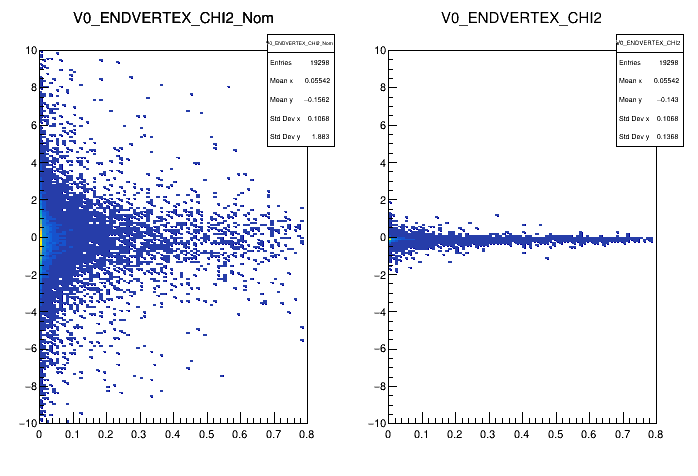 V0_ENDVERTEX_CHI2_Nom
V0_ENDVERTEX_CHI2_Nom
Entries 19298
Mean x 0.05542
Mean y −0.1562
Std Dev x 0.1068
Std Dev y 1.883
10
8
6
4
2
0
−2
−4
−6
−8
−10
0 0.1 0.2 0.3 0.4 0.5 0.6 0.7 0.8
V0_ENDVERTEX_CHI2
V0_ENDVERTEX_CHI2
Entries 19298
Mean x 0.05542
Mean y −0.143
Std Dev x 0.1068
Std Dev y 0.1368
10
8
6
4
2
0
−2
−4
−6
−8
−10
0 0.1 0.2 0.3 0.4 0.5 0.6 0.7 0.8